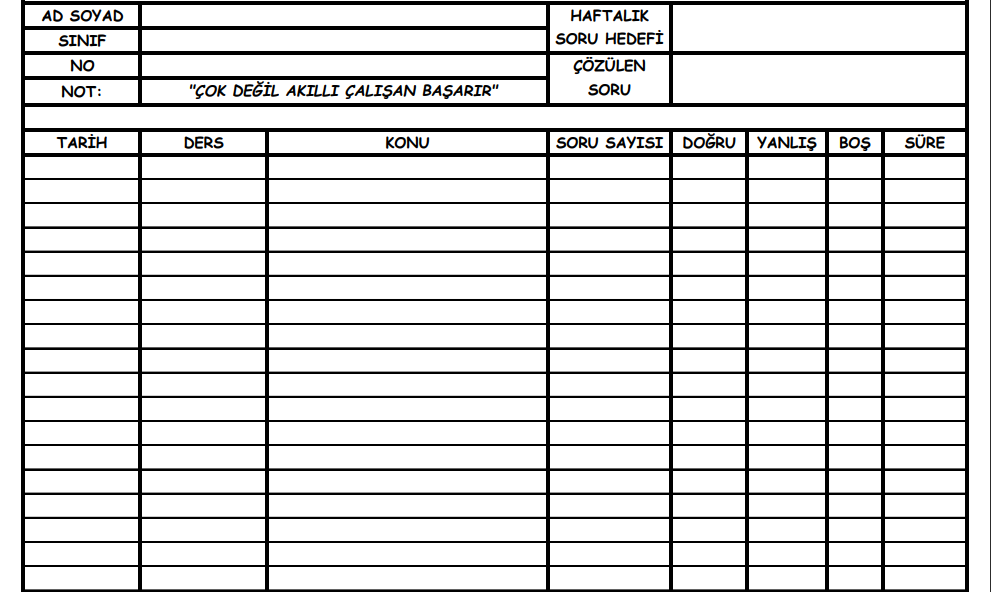 AD SOYAD
HAFTALIK
SORU HEDEFİ
SINIF
NO
ÇÖZÜLEN
SORU
NOT:
"ÇOK DEĞİL AKILLI ÇALIŞAN BAŞARIR"
TARİH DERS KONU SORU SAYISI DOĞRU YANLIŞ BOŞ SÜRE